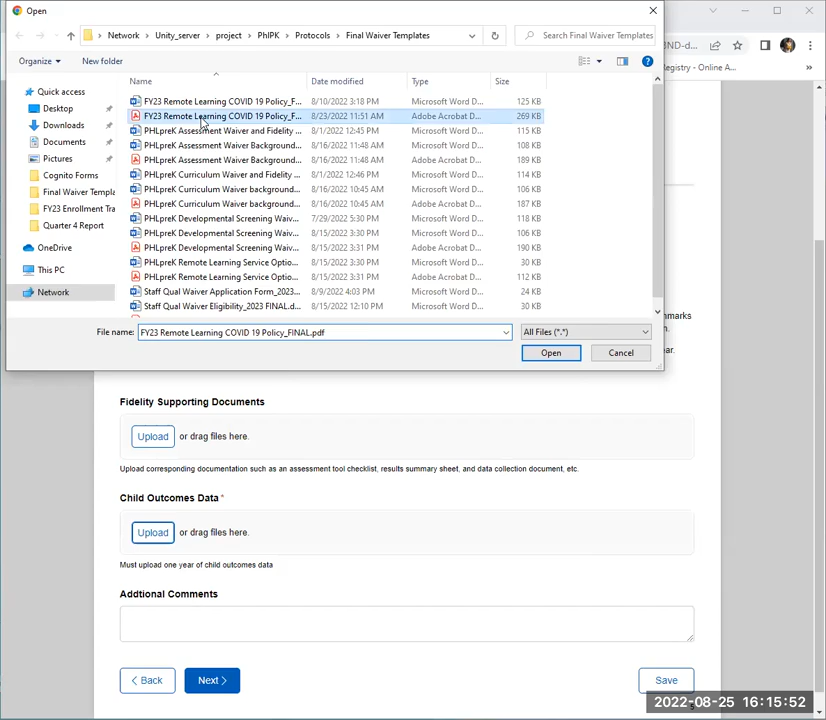 Open
Network > Unity_server > project > PhlPK > Protocols > Final Waiver Templates
Search Final Waiver Templates
3ND-d...
Organize
New folder
egistry - Online A...
»
Name
Date modified
Type
Size
Quick access
Desktop
Downloads
Documents
Pictures
Cognito Forms
Final Waiver Templa
FY23 Enrollment Tra
Quarter 4 Report
OneDrive
This PC
Network
FY23 Remote Learning COVID 19 Policy_F... 8/10/2022 3:18 PM Microsoft Word D... 125 KB
FY23 Remote Learning COVID 19 Policy_F... 8/23/2022 11:51 AM Adobe Acrobat D... 269 KB
PHLpreK Assessment Waiver and Fidelity ... 8/1/2022 12:45 PM Microsoft Word D... 115 KB
PHLpreK Assessment Waiver Background... 8/16/2022 11:48 AM Microsoft Word D... 108 KB
PHLpreK Assessment Waiver Background... 8/16/2022 11:48 AM Adobe Acrobat D... 189 KB
PHLpreK Curriculum Waiver and Fidelity ... 8/1/2022 12:46 PM Microsoft Word D... 114 KB
PHLpreK Curriculum Waiver background... 8/16/2022 10:45 AM Microsoft Word D... 106 KB
PHLpreK Curriculum Waiver background... 8/16/2022 10:45 AM Adobe Acrobat D... 187 KB
PHLpreK Developmental Screening Waiv... 7/29/2022 5:30 PM Microsoft Word D... 118 KB
PHLpreK Developmental Screening Waiv... 8/15/2022 3:30 PM Microsoft Word D... 106 KB
PHLpreK Developmental Screening Waiv... 8/15/2022 3:31 PM Adobe Acrobat D... 190 KB
PHLpreK Remote Learning Service Optio... 8/15/2022 3:30 PM Microsoft Word D... 30 KB
PHLpreK Remote Learning Service Optio... 8/15/2022 3:31 PM Adobe Acrobat D... 112 KB
Staff Qual Waiver Application Form_2023... 8/9/2022 4:03 PM Microsoft Word D... 24 KB
Staff Qual Waiver Eligibility_2023 FINAL.d... 8/15/2022 12:10 PM Microsoft Word D... 30 KB
File name: FY23 Remote Learning COVID 19 Policy_FINAL.pdf
All Files (*.*)
Open
Cancel
hmarks
ear.
Fidelity Supporting Documents
Upload or drag files here.
Upload corresponding documentation such as an assessment tool checklist, results summary sheet, and data collection document, etc.
Child Outcomes Data *
Upload or drag files here.
Must upload one year of child outcomes data
Addtional Comments
< Back
Next >
Save
2022-08-25 16:15:52